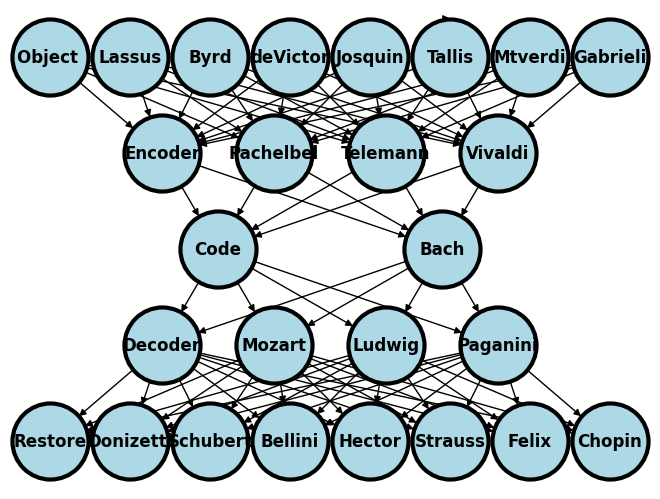 Object Lassus Byrd deVictor Josquin Tallis Mtverdi Gabrieli
Encoder Pachelbel Telemann Vivaldi
Code Bach
Decoder Mozart Ludwig Paganini
Restore Donizett Schubert Bellini Hector Strauss Felix Chopin